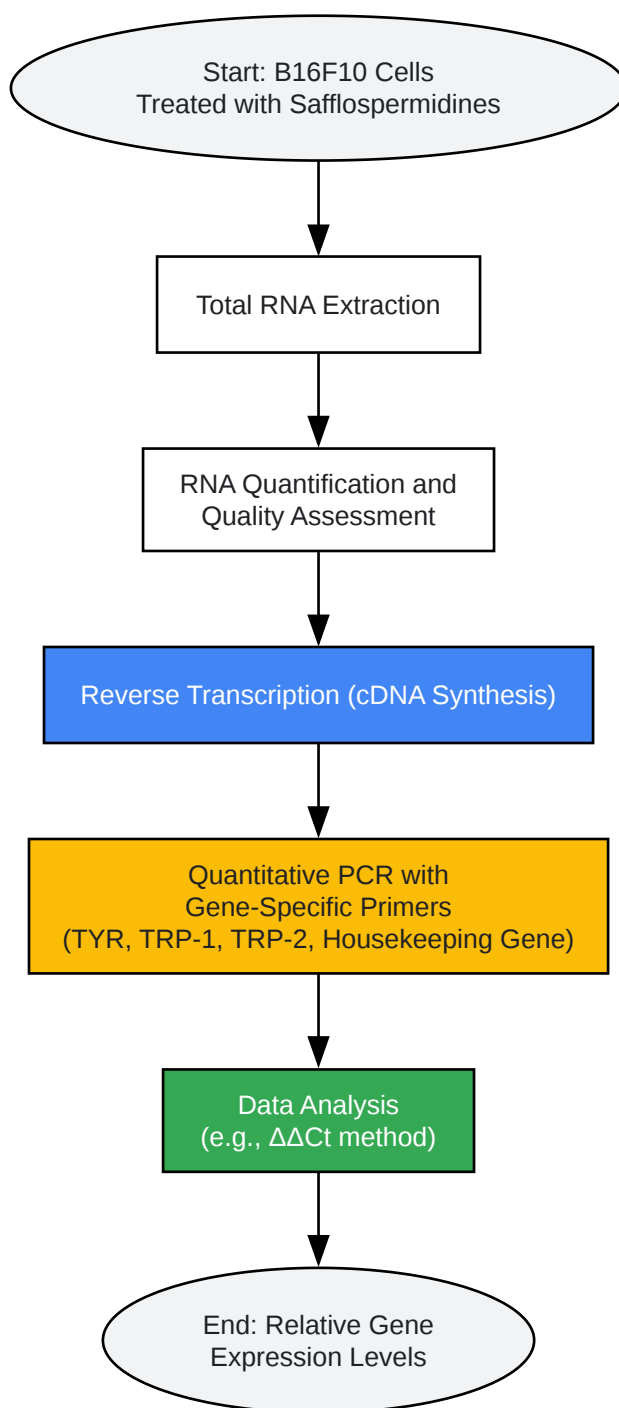 Start: B16F10 Cells
Treated with Safflospermidines
Total RNA Extraction
RNA Quantification and
Quality Assessment
Reverse Transcription (cDNA Synthesis)
Quantitative PCR with
Gene-Specific Primers
(TYR, TRP-1, TRP-2, Housekeeping Gene)
Data Analysis
(e.g., ΔΔCt method)
End: Relative Gene
Expression Levels